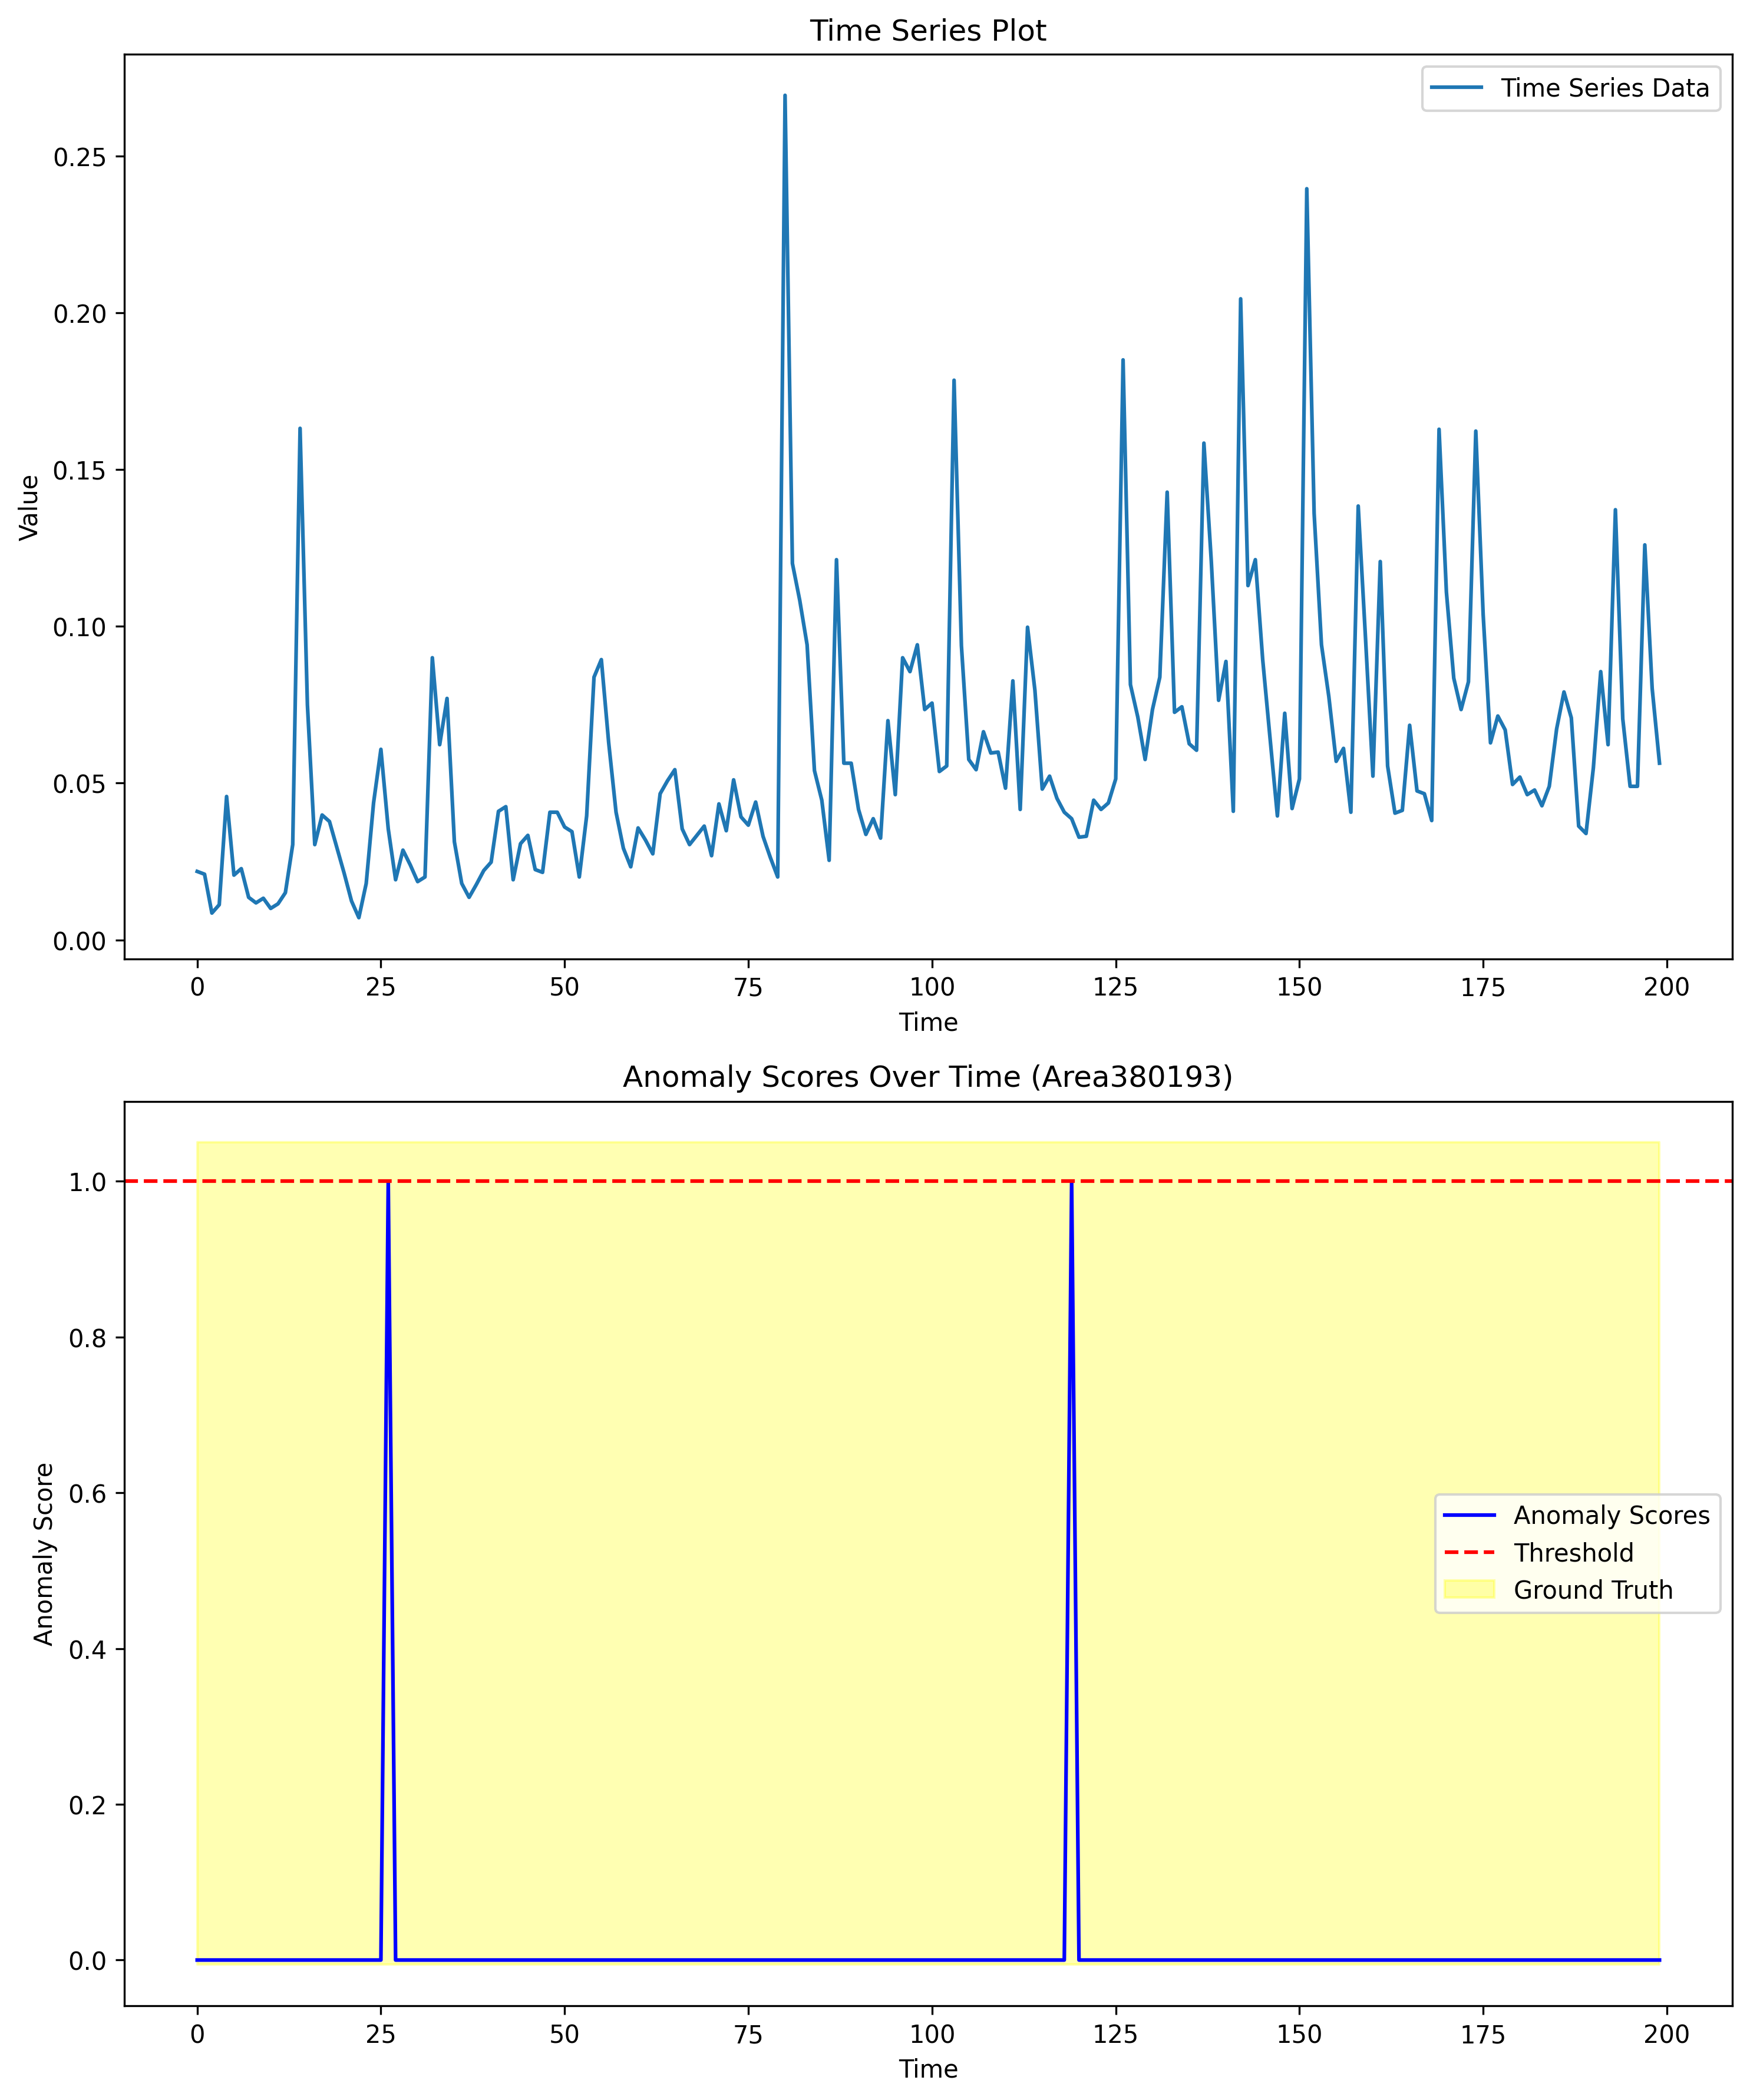 Time Series Plot
Time Series Data
Value
0.25
0.20
0.15
0.10
0.05
0.00
0 25 50 75 100 125 150 175 200
Time
Anomaly Scores Over Time (Area380193)
Anomaly Score
1.0
0.8
0.6
0.4
0.2
0.0
Anomaly Scores
Threshold
Ground Truth
0 25 50 75 100 125 150 175 200
Time